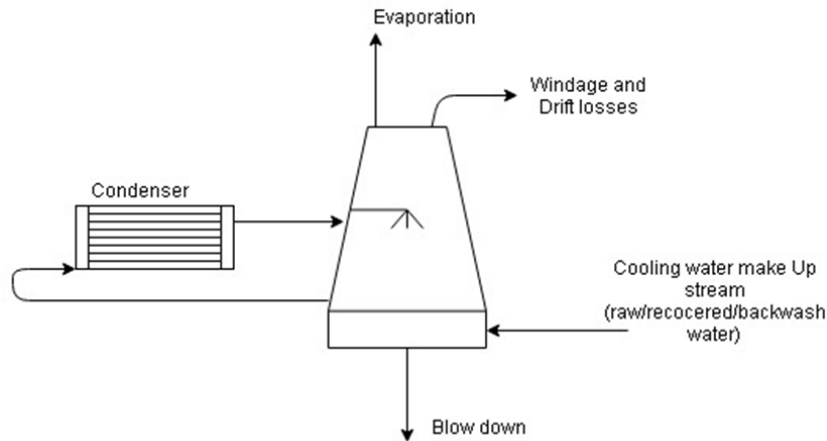 Evaporation
Windage and
Drift losses
Condenser
Cooling water make Up
stream
(raw/recocered/backwash
water)
Blow down